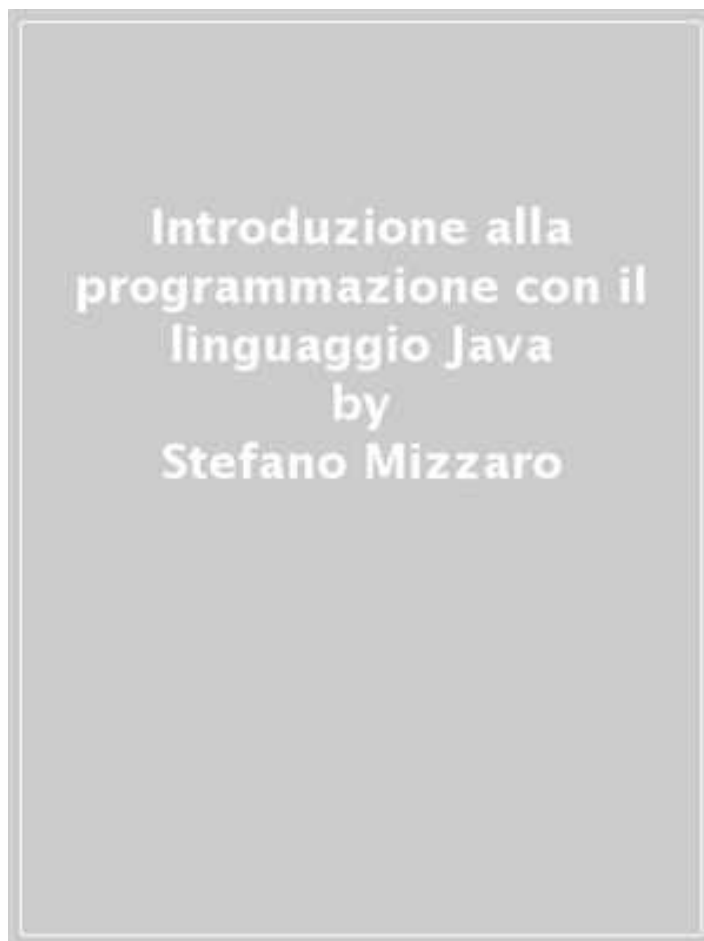 Introduzione alla
programmazione con il
linguaggio Java
by
Stefano Mizzaro